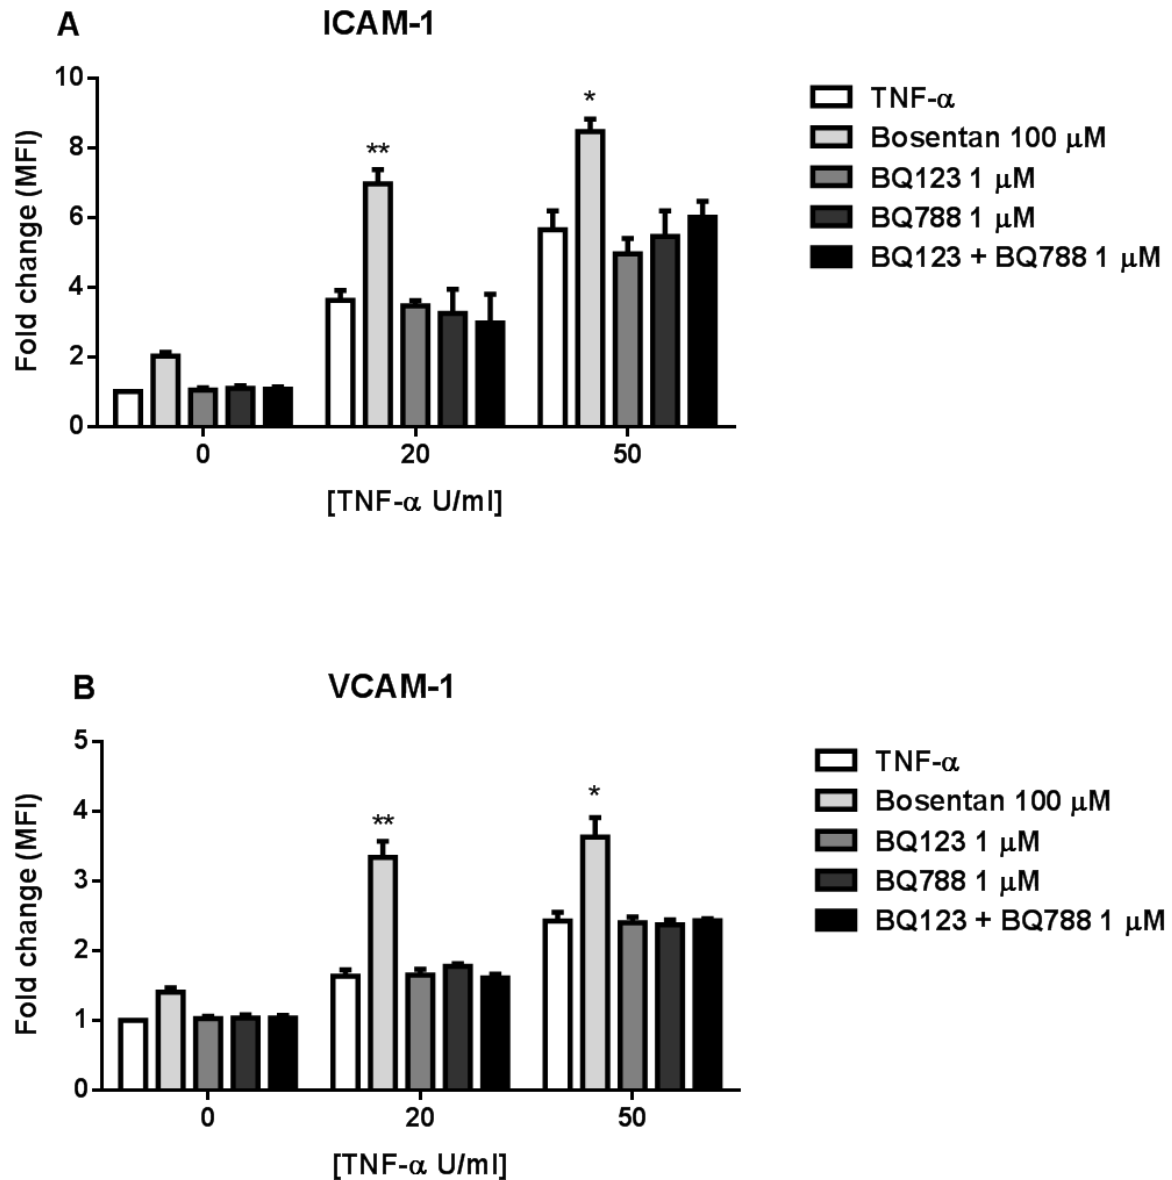 A
ICAM-1
10
8
6
4
2
0
Fold change (MFI)
**
*
0
20
50
[TNF-α U/ml]
TNF-α
Bosentan 100 μM
BQ123 1 μM
BQ788 1 μM
BQ123 + BQ788 1 μM
B
VCAM-1
5
4
3
2
1
0
Fold change (MFI)
**
*
0
20
50
[TNF-α U/ml]
TNF-α
Bosentan 100 μM
BQ123 1 μM
BQ788 1 μM
BQ123 + BQ788 1 μM